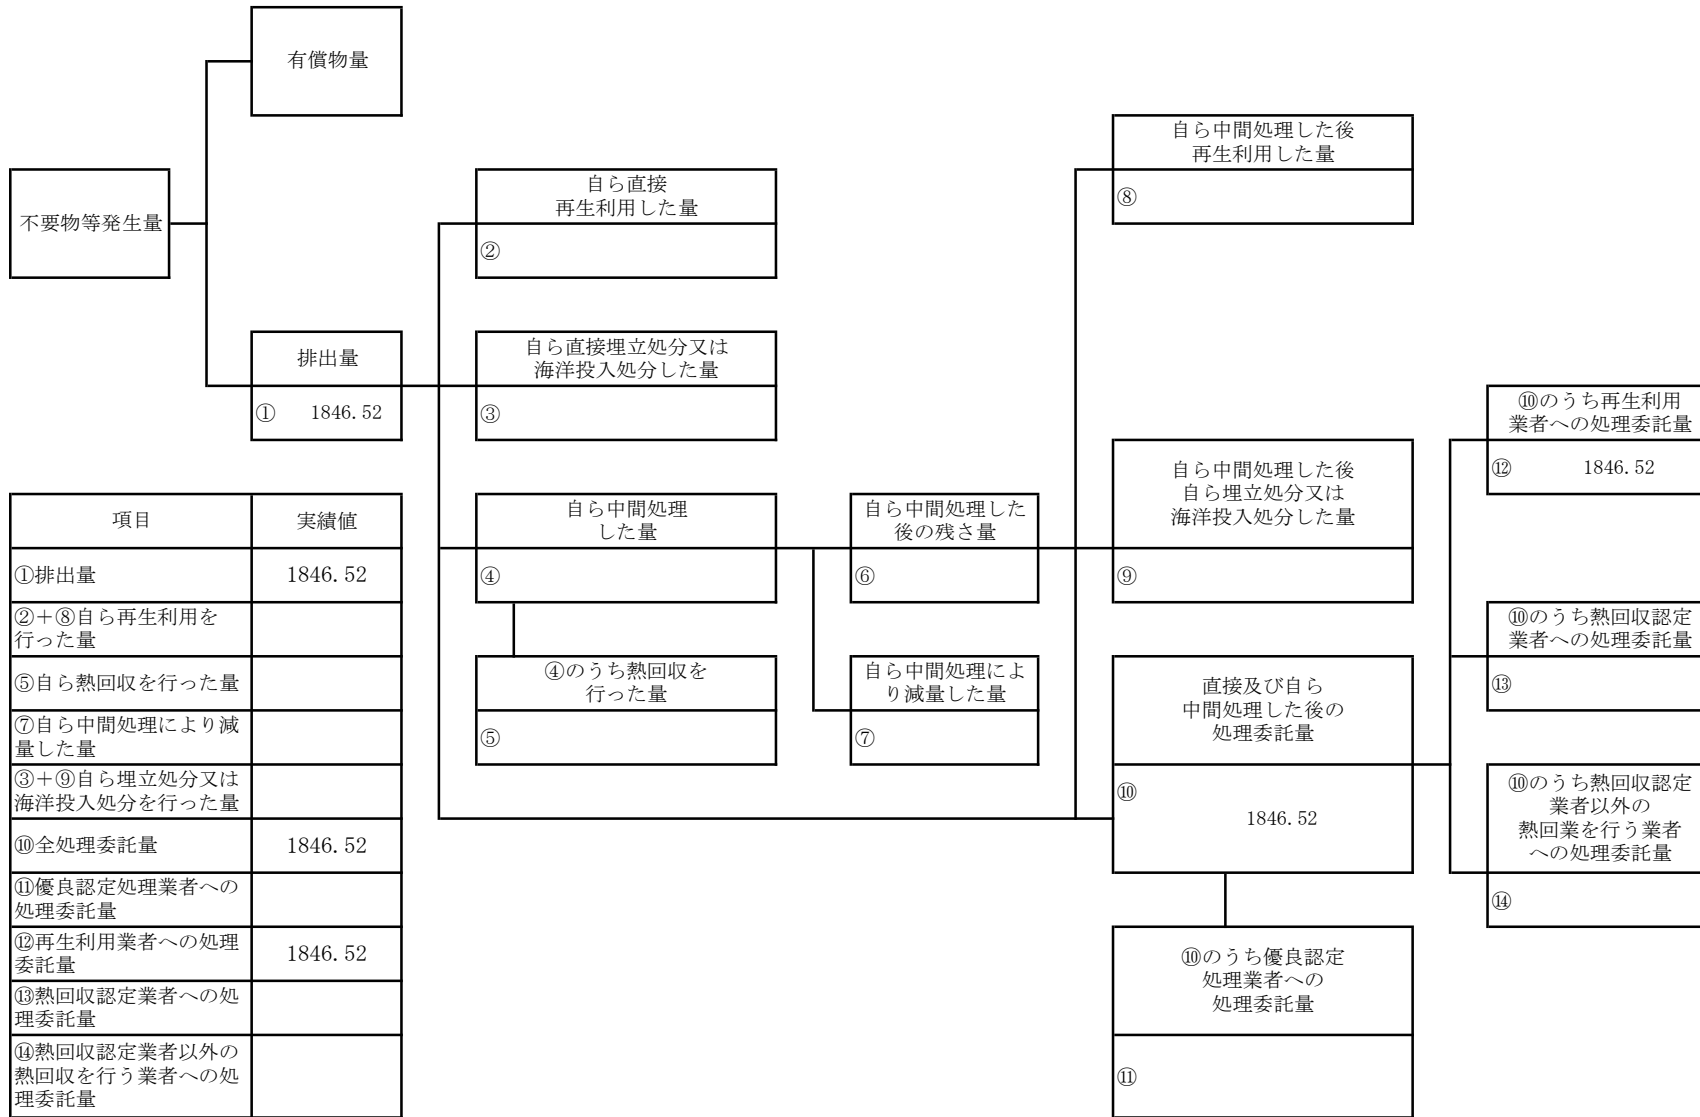 有償物量
不要物等発生量
排出量
① 1846.52
自ら直接
再生利用した量
②
自ら直接埋立処分又は
海洋投入処分した量
③
自ら中間処理
した量
④
④のうち熱回収を
行った量
⑤
自ら中間処理した
後の残さ量
⑥
自ら中間処理によ
り減量した量
⑦
自ら中間処理した後
再生利用した量
⑧
自ら中間処理した後
自ら埋立処分又は
海洋投入処分した量
⑨
直接及び自ら
中間処理した後の
処理委託量
⑩
1846.52
⑩のうち優良認定
処理業者への
処理委託量
⑪
⑩のうち再生利用
業者への処理委託量
⑫ 1846.52
⑩のうち熱回収認定
業者への処理委託量
⑬
⑩のうち熱回収認定
業者以外の
熱回業を行う業者
への処理委託量
⑭
項目 実績値
①排出量 1846.52
②＋⑧自ら再生利用を
行った量
⑤自ら熱回収を行った量
⑦自ら中間処理により減
量した量
③＋⑨自ら埋立処分又は
海洋投入処分を行った量
⑩全処理委託量 1846.52
⑪優良認定処理業者への
処理委託量
⑫再生利用業者への処理
委託量 1846.52
⑬熱回収認定業者への処
理委託量
⑭熱回収認定業者以外の
熱回収を行う業者への処
理委託量